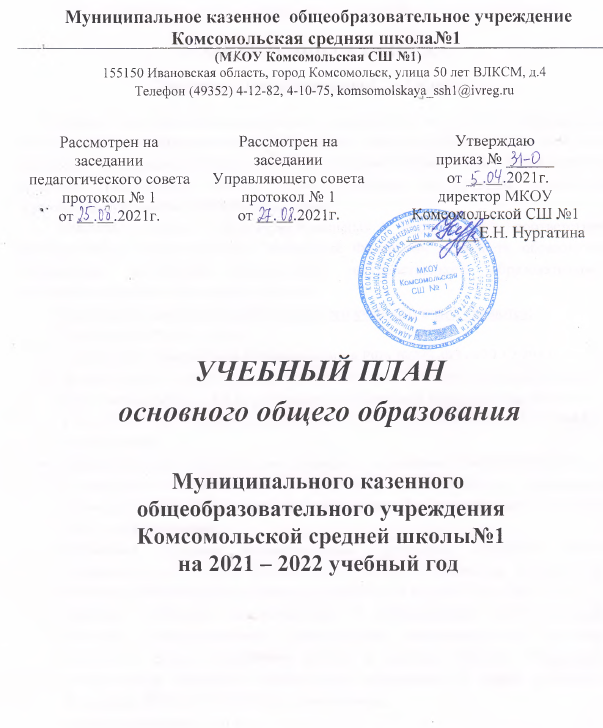 Муниципальное казенное общеобразовательное учреждение
Комсомольская средняя школа№1
(МКОУ Комсомольская СШ №1)
155150 Ивановская область, город Комсомольск, улица 50 лет ВЛКСМ, д.4
Телефон (49352) 4-12-82, 4-10-75, komsomolskaya_ssh1@ivreg.ru
Рассмотрен на
заседании
педагогического совета
протокол № 1
от 25.08.2021г.
Рассмотрен на
заседании
Управляющего совета
протокол № 1
от 27.08.2021г.
Утверждаю
приказ № 31-О
от 5.04.2021г.
директор МКОУ
Комсомольской СШ №1
Е.Н. Нургатина
МКОУ
Комсомольская
СШ № 1
УЧЕБНЫЙ ПЛАН
основного общего образования
Муниципального казенного
общеобразовательного учреждения
Комсомольской средней школы№1
на 2021 – 2022 учебный год